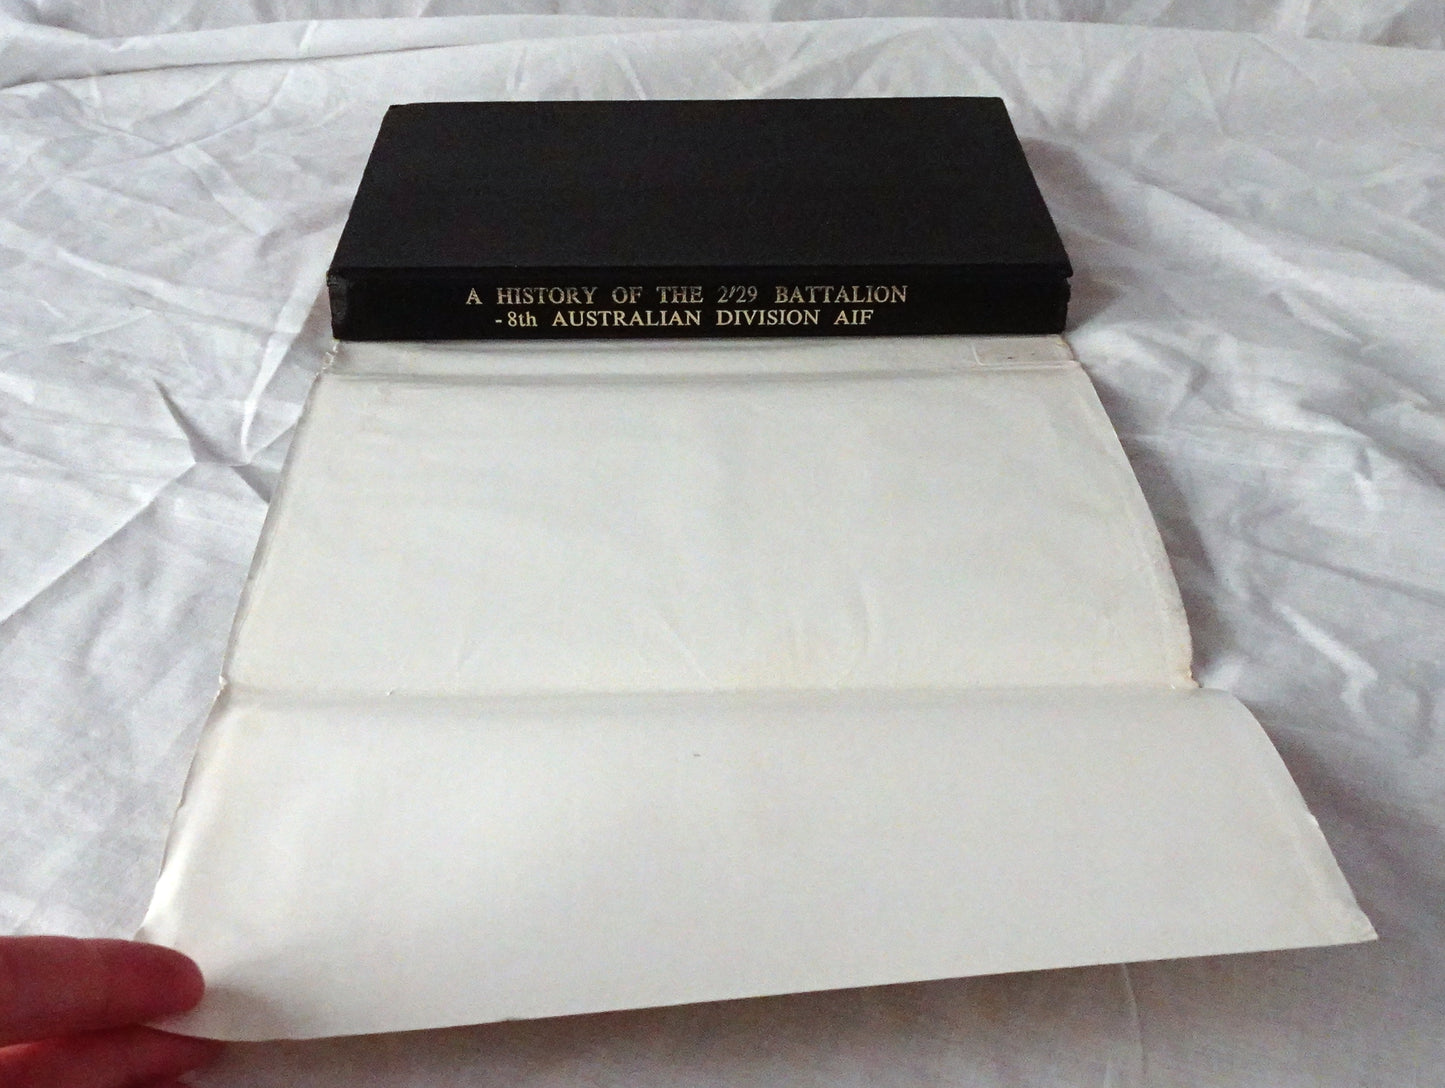 A HISTORY OF THE 2/29 BATTALION
- 8th AUSTRALIAN DIVISION AIF